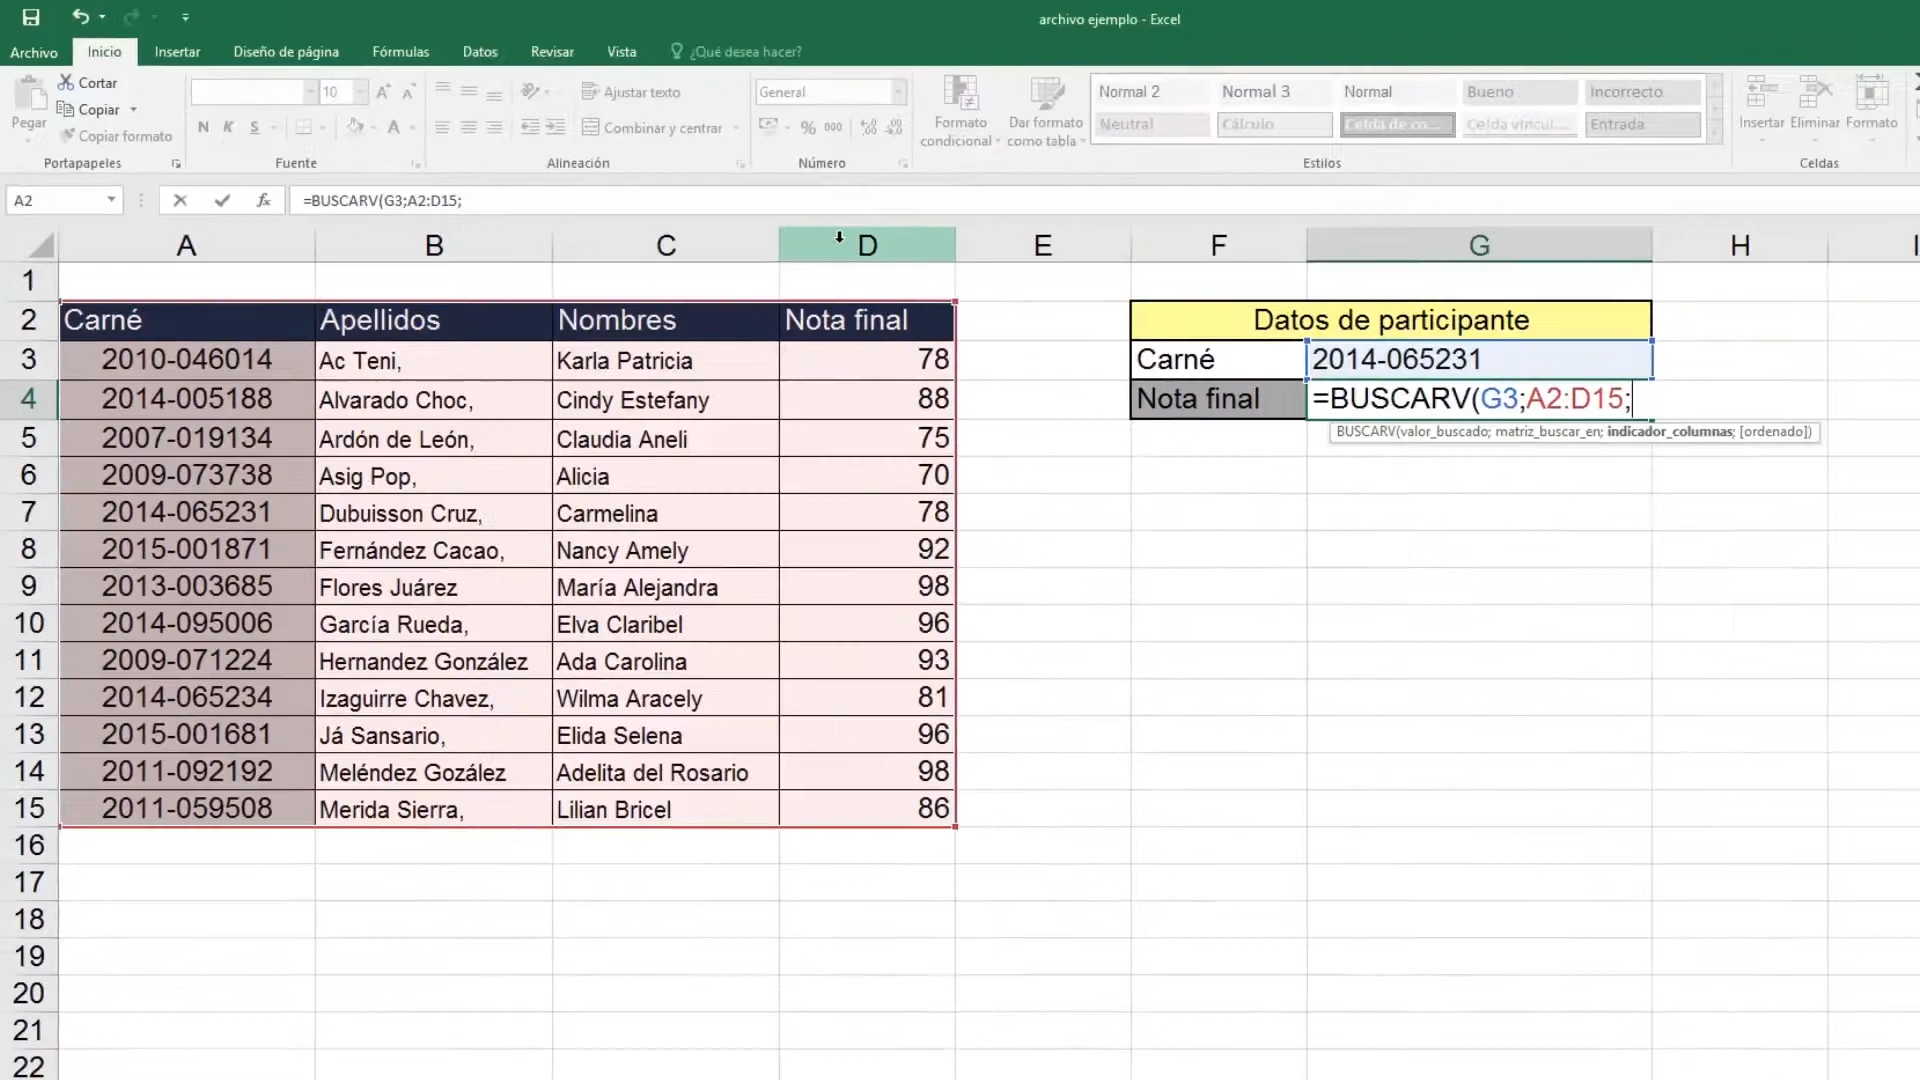 archivo ejemplo - Excel
Archivo Inicio Insertar Diseño de página Fórmulas Datos Revisar Vista ¿Qué desea hacer?
Pegar
Cortar
Copiar
Copiar formato
Portapapeles
10
N K S A
Fuente
Ajustar texto
Combinar y centrar
Alineación
General
% 000
Número
Formato condicional
Dar formato como tabla
Normal 2 Normal 3 Normal Bueno Incorrecto
Neutral Cálculo Celda de co... Celda vincul... Entrada
Estilos
Insertar Eliminar Formato
Celdas
A2 fx =BUSCARV(G3;A2:D15;
A B C D E F G H I
1
2 Carné Apellidos Nombres Nota final Datos de participante
3 2010-046014 Ac Teni, Karla Patricia 78 Carné 2014-065231
4 2014-005188 Alvarado Choc, Cindy Estefany 88 Nota final =BUSCARV(G3;A2:D15;
BUSCARV(valor_buscado; matriz_buscar_en; indicador_columnas; [ordenado])
5 2007-019134 Ardón de León, Claudia Aneli 75
6 2009-073738 Asig Pop, Alicia 70
7 2014-065231 Dubuisson Cruz, Carmelina 78
8 2015-001871 Fernández Cacao, Nancy Amely 92
9 2013-003685 Flores Juárez María Alejandra 98
10 2014-095006 García Rueda, Elva Claribel 96
11 2009-071224 Hernandez González Ada Carolina 93
12 2014-065234 Izaguirre Chavez, Wilma Aracely 81
13 2015-001681 Já Sansario, Elida Selena 96
14 2011-092192 Meléndez Gozález Adelita del Rosario 98
15 2011-059508 Merida Sierra, Lilian Bricel 86
16
17
18
19
20
21
22